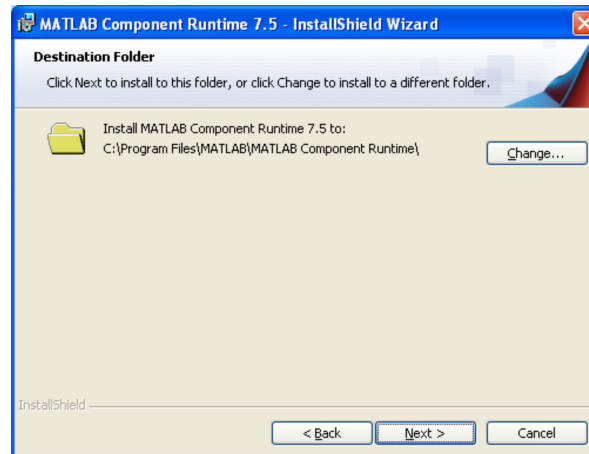 MATLAB Component Runtime 7.5 - InstallShield Wizard
Destination Folder
Click Next to install to this folder, or click Change to install to a different folder.
Install MATLAB Component Runtime 7.5 to:
C:\Program Files\MATLAB\MATLAB Component Runtime\
Change...
InstallShield
< Back
Next >
Cancel